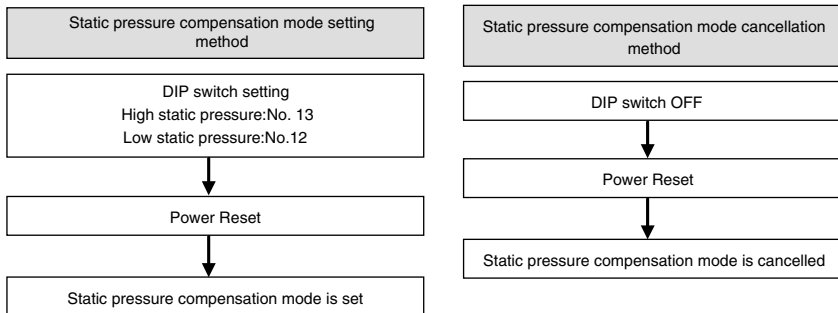 Static pressure compensation mode setting
method
DIP switch setting
High static pressure:No. 13
Low static pressure:No.12
Power Reset
Static pressure compensation mode is set
Static pressure compensation mode cancellation
method
DIP switch OFF
Power Reset
Static pressure compensation mode is cancelled